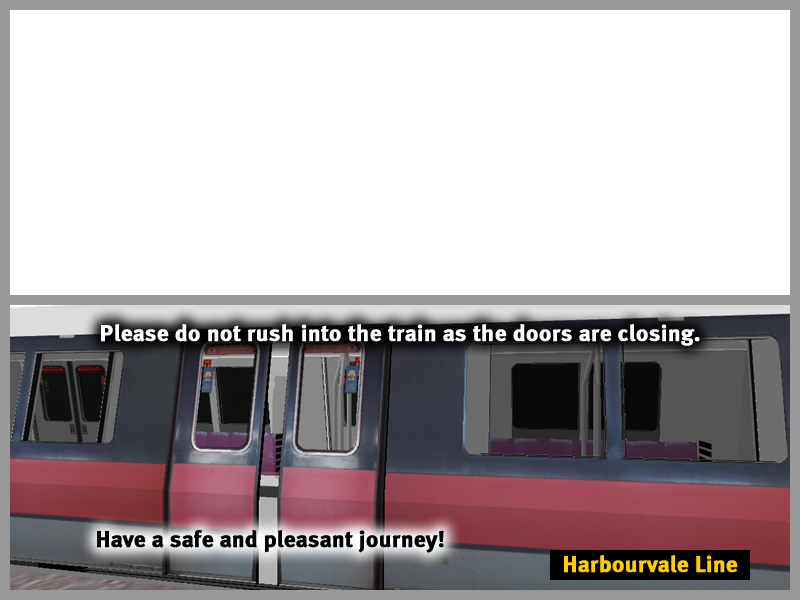 Please do not rush into the train as the doors are closing.
Have a safe and pleasant journey!
Harbourvale Line